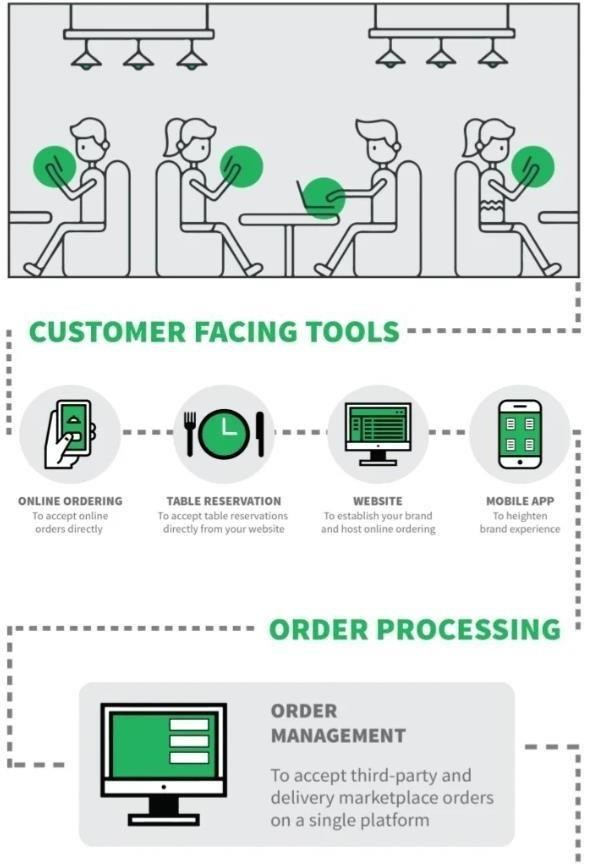 CUSTOMER FACING TOOLS
ONLINE ORDERING
To accept online
orders directly
TABLE RESERVATION
To accept table reservations
directly from your website
WEBSITE
To establish your brand
and host online ordering
MOBILE APP
To heighten
brand experience
ORDER PROCESSING
ORDER
MANAGEMENT
To accept third-party and
delivery marketplace orders
on a single platform